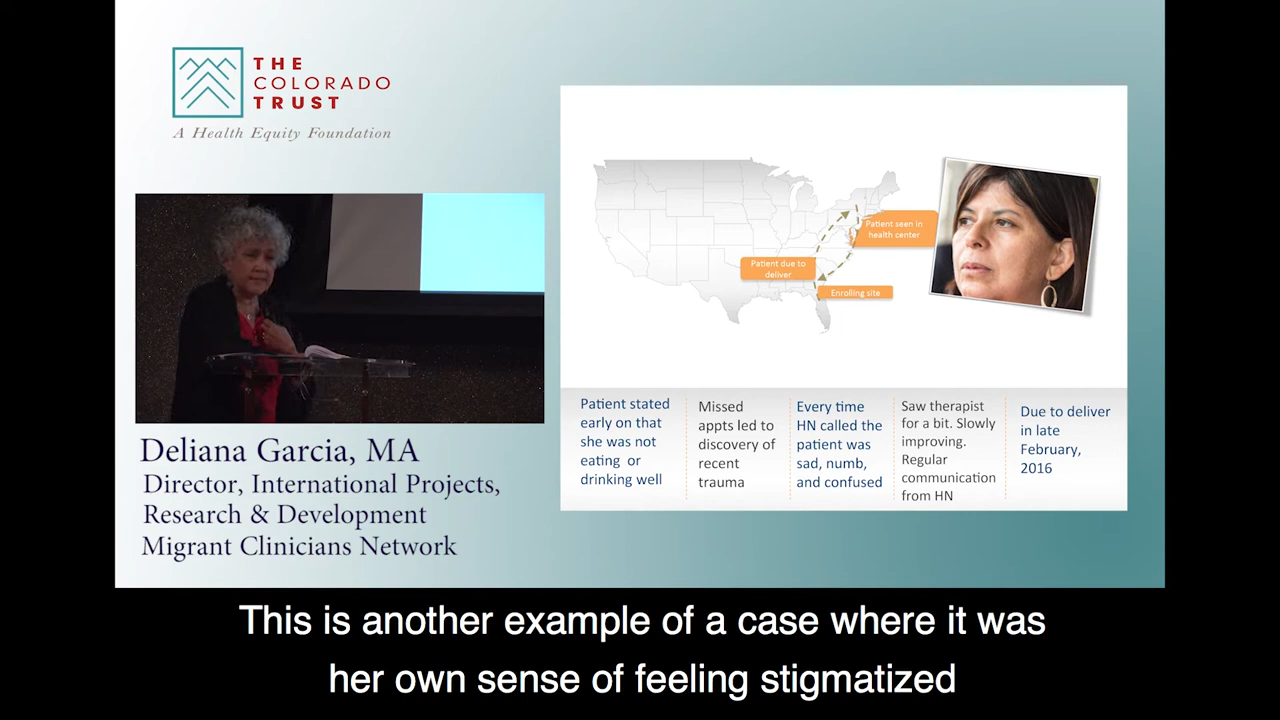 THE
COLORADO
TRUST
A Health Equity Foundation
Deliana Garcia, MA
Director, International Projects,
Research & Development
Migrant Clinicians Network
Patient seen in
health center
Patient due to
deliver
Enrolling site
Patient stated
early on that
she was not
eating or
drinking well
Missed
appts led to
discovery of
recent
trauma
Every time
HN called the
patient was
sad, numb,
and confused
Saw therapist
for a bit. Slowly
improving.
Regular
communication
from HN
Due to deliver
in late
February,
2016
This is another example of a case where it was
her own sense of feeling stigmatized